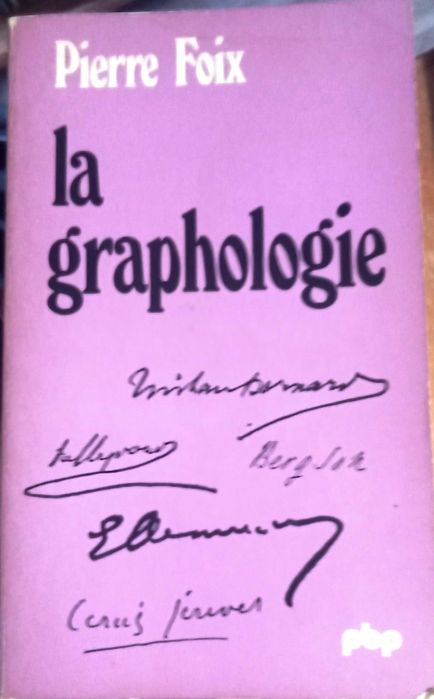 Pierre Foix
la
graphologie
Tristan Bernard
Bergson
pbp